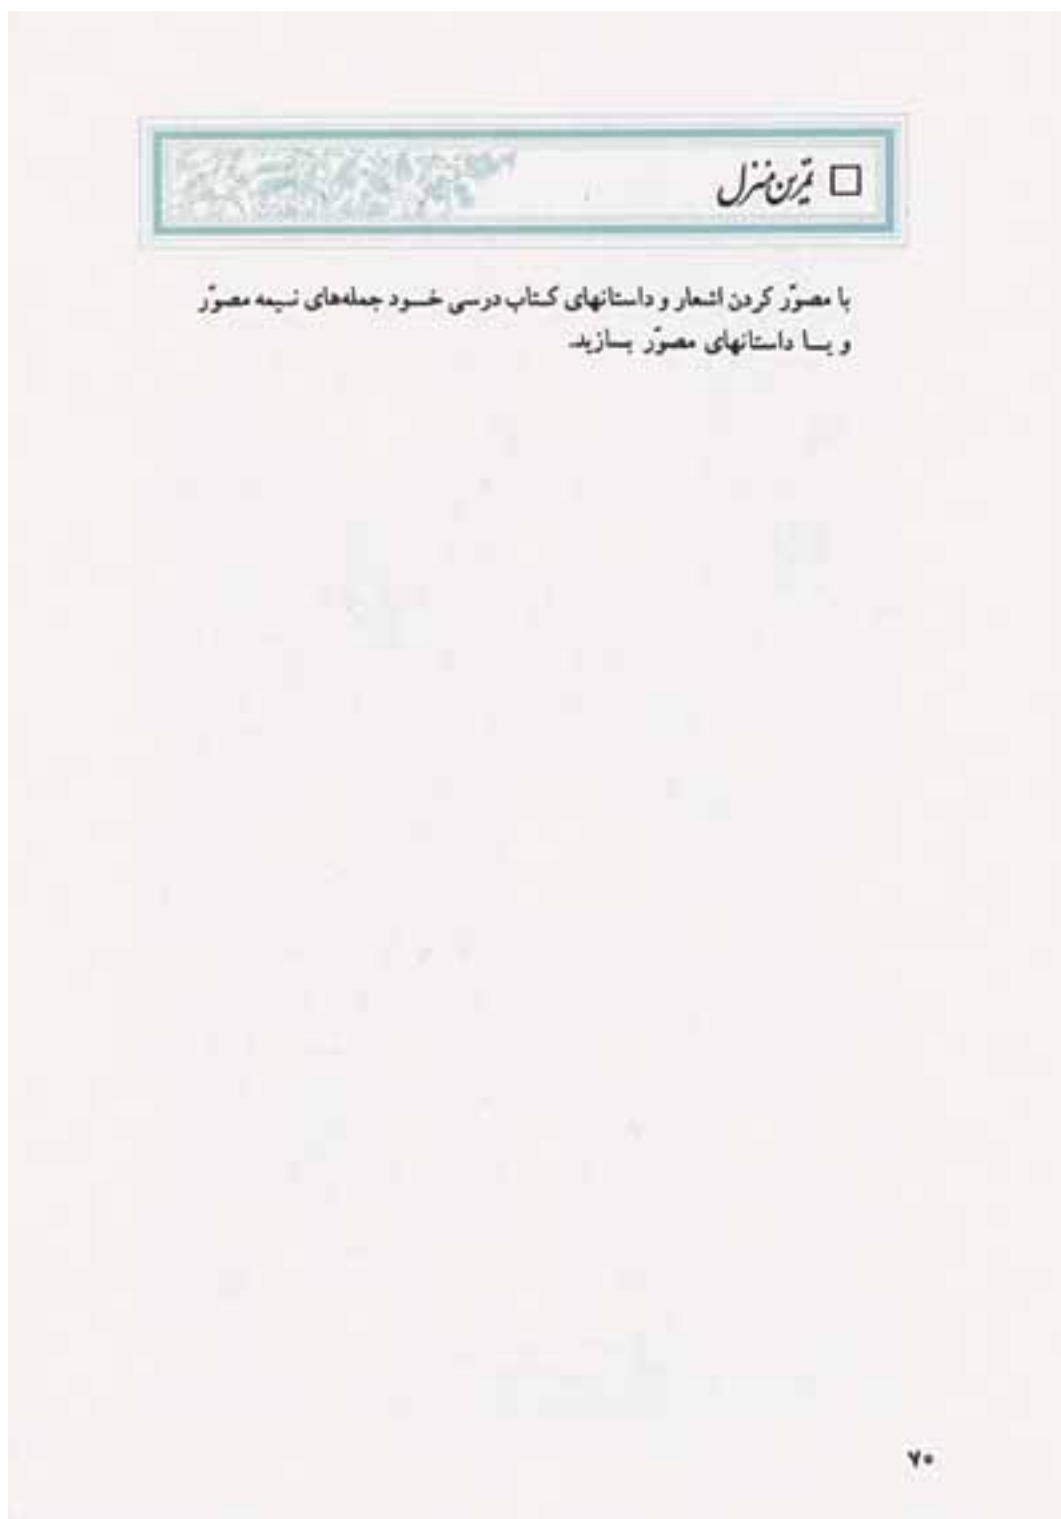 □ تمرین منزل
با مصوّر کردن اشعار و داستانهای کتاب درسی خود جمله‌های نیمه مصوّر
و یا داستانهای مصوّر بسازید.
۷۰